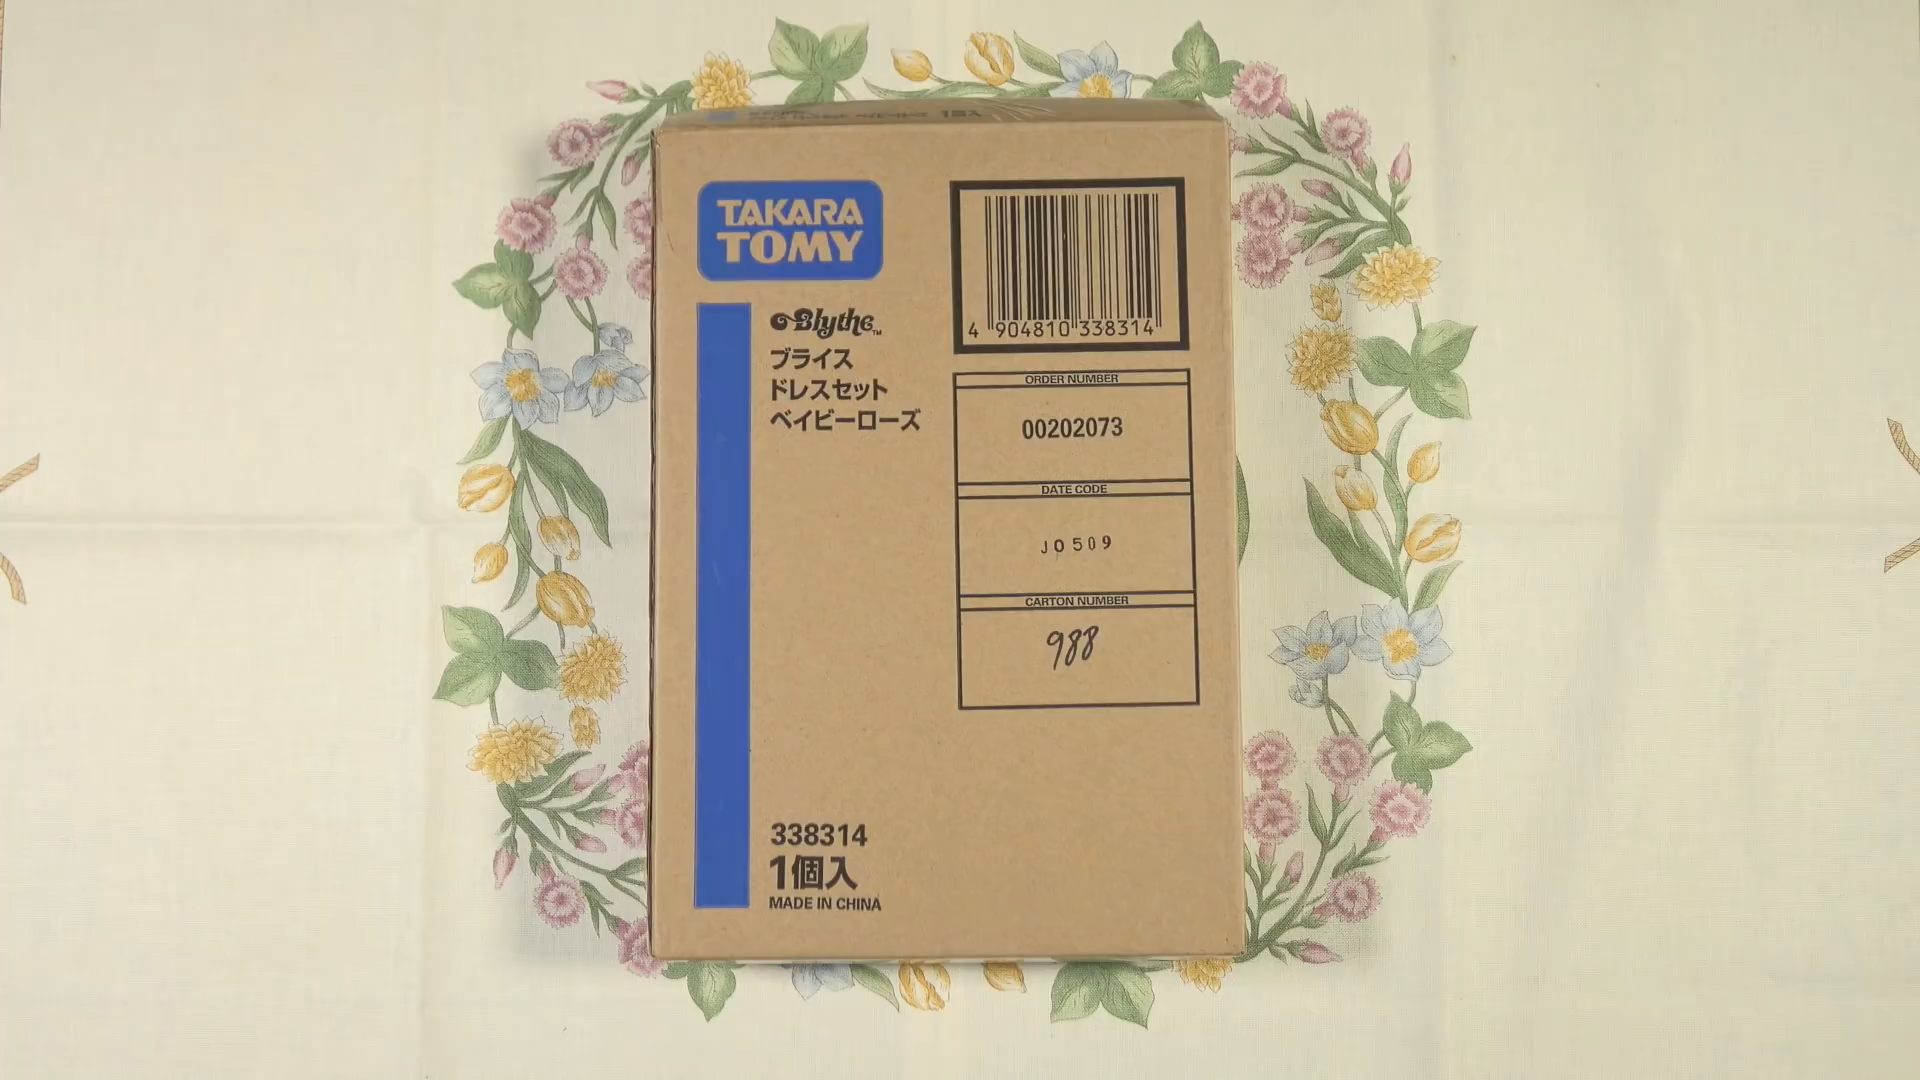 TAKARA
TOMY
Blythe™
ブライス
ドレスセット
ベイビーローズ
338314
1個入
MADE IN CHINA
4 904810 338314
ORDER NUMBER
00202073
DATE CODE
J0509
CARTON NUMBER
988